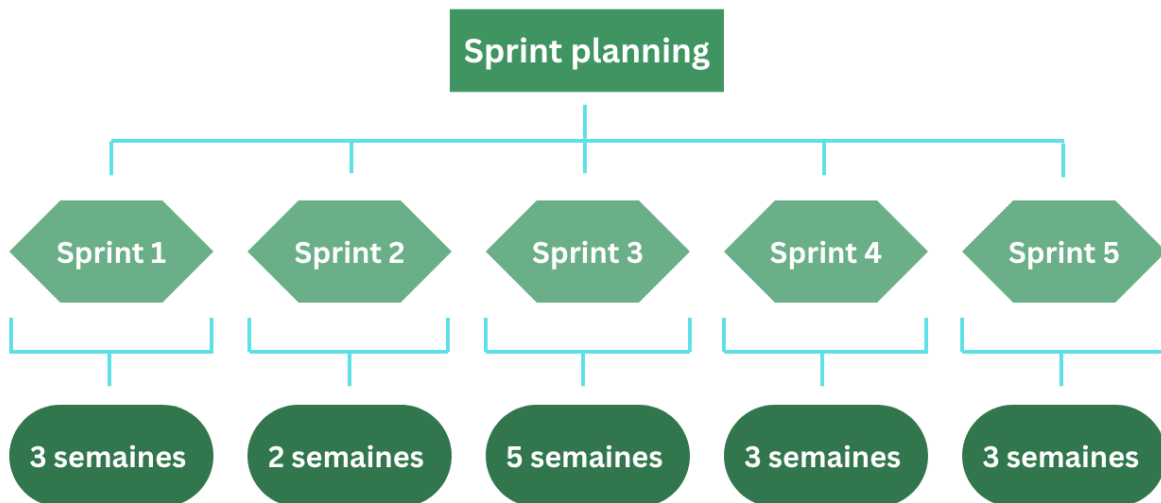 Sprint planning
Sprint 1
Sprint 2
Sprint 3
Sprint 4
Sprint 5
3 semaines
2 semaines
5 semaines
3 semaines
3 semaines